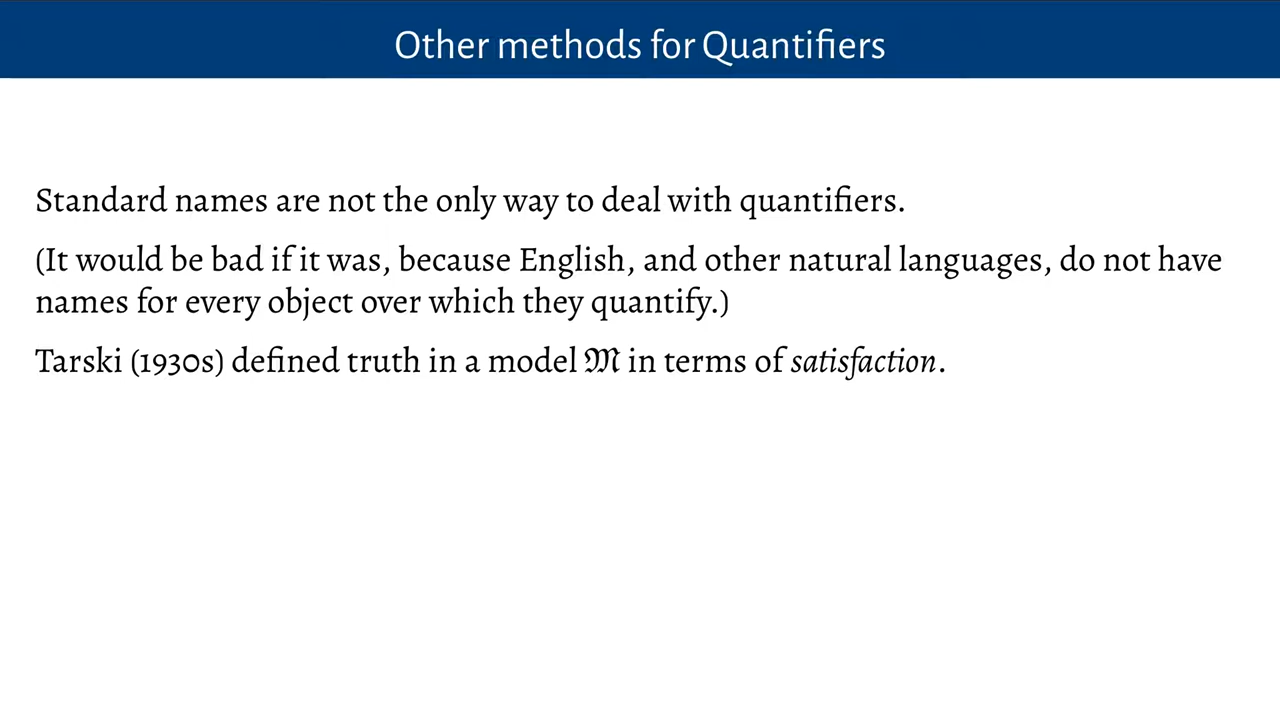 Other methods for Quantifiers
Standard names are not the only way to deal with quantifiers.
(It would be bad if it was, because English, and other natural languages, do not have
names for every object over which they quantify.)
Tarski (1930s) defined truth in a model 𝔐 in terms of satisfaction.